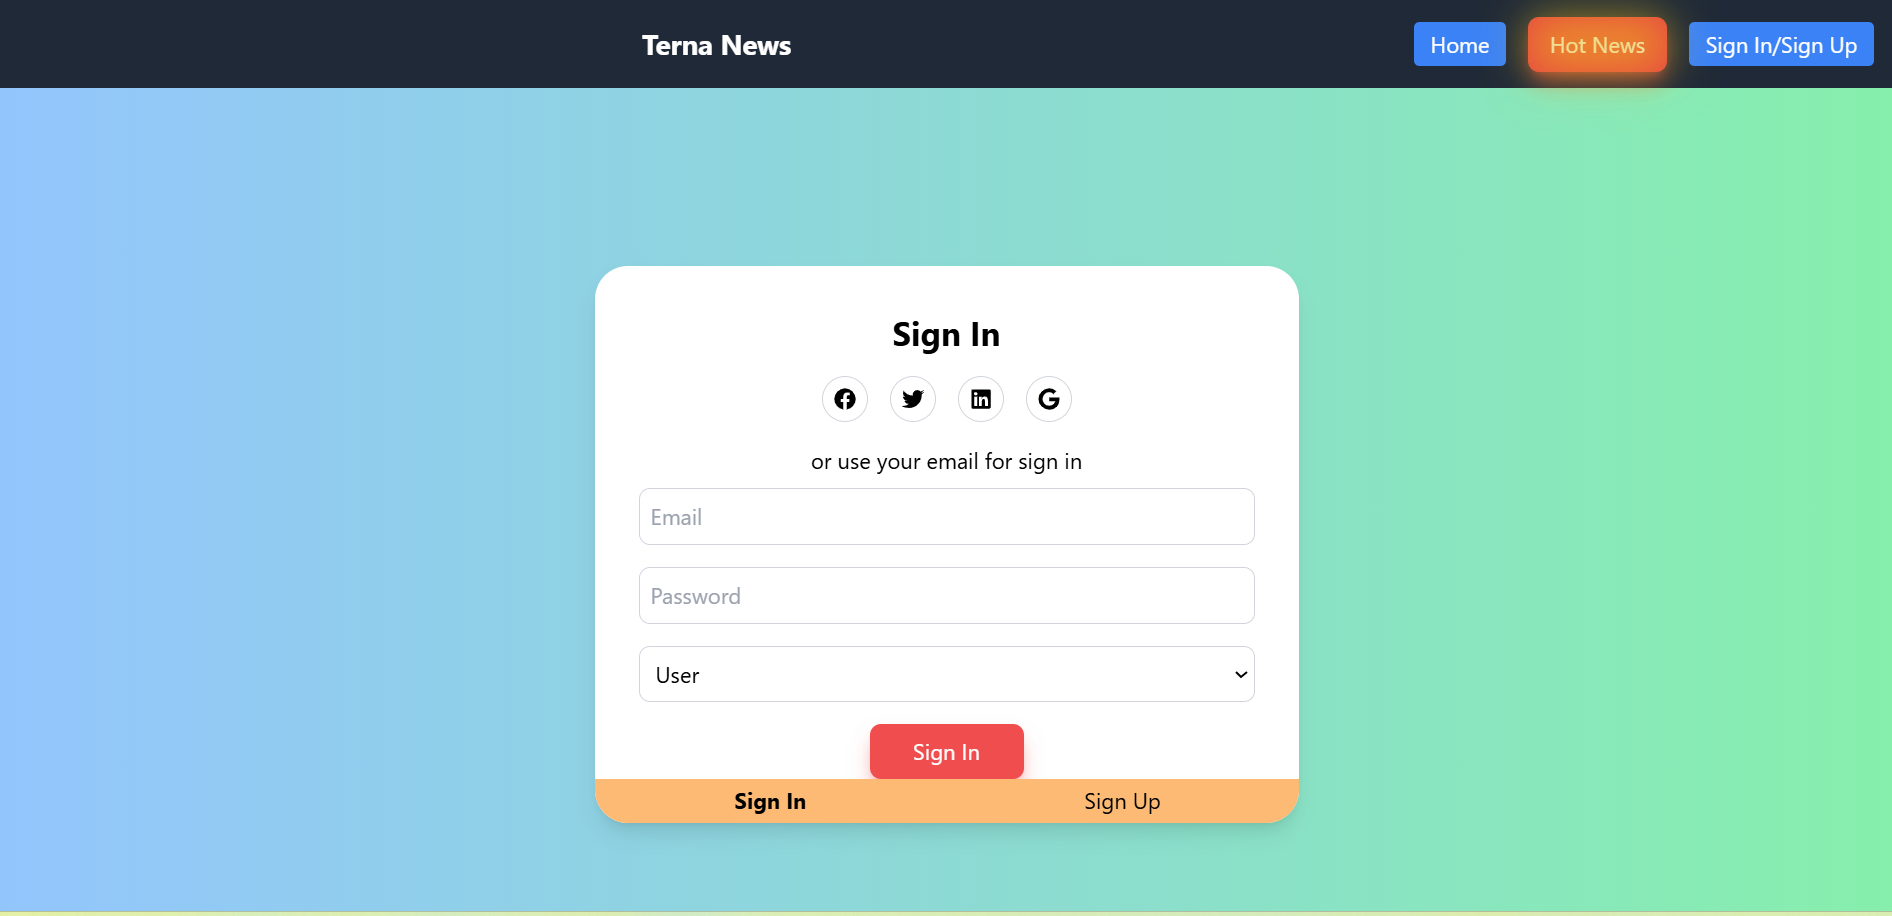 Terna News
Home
Hot News
Sign In/Sign Up
Sign In
or use your email for sign in
Email
Password
User
Sign In
Sign In
Sign Up